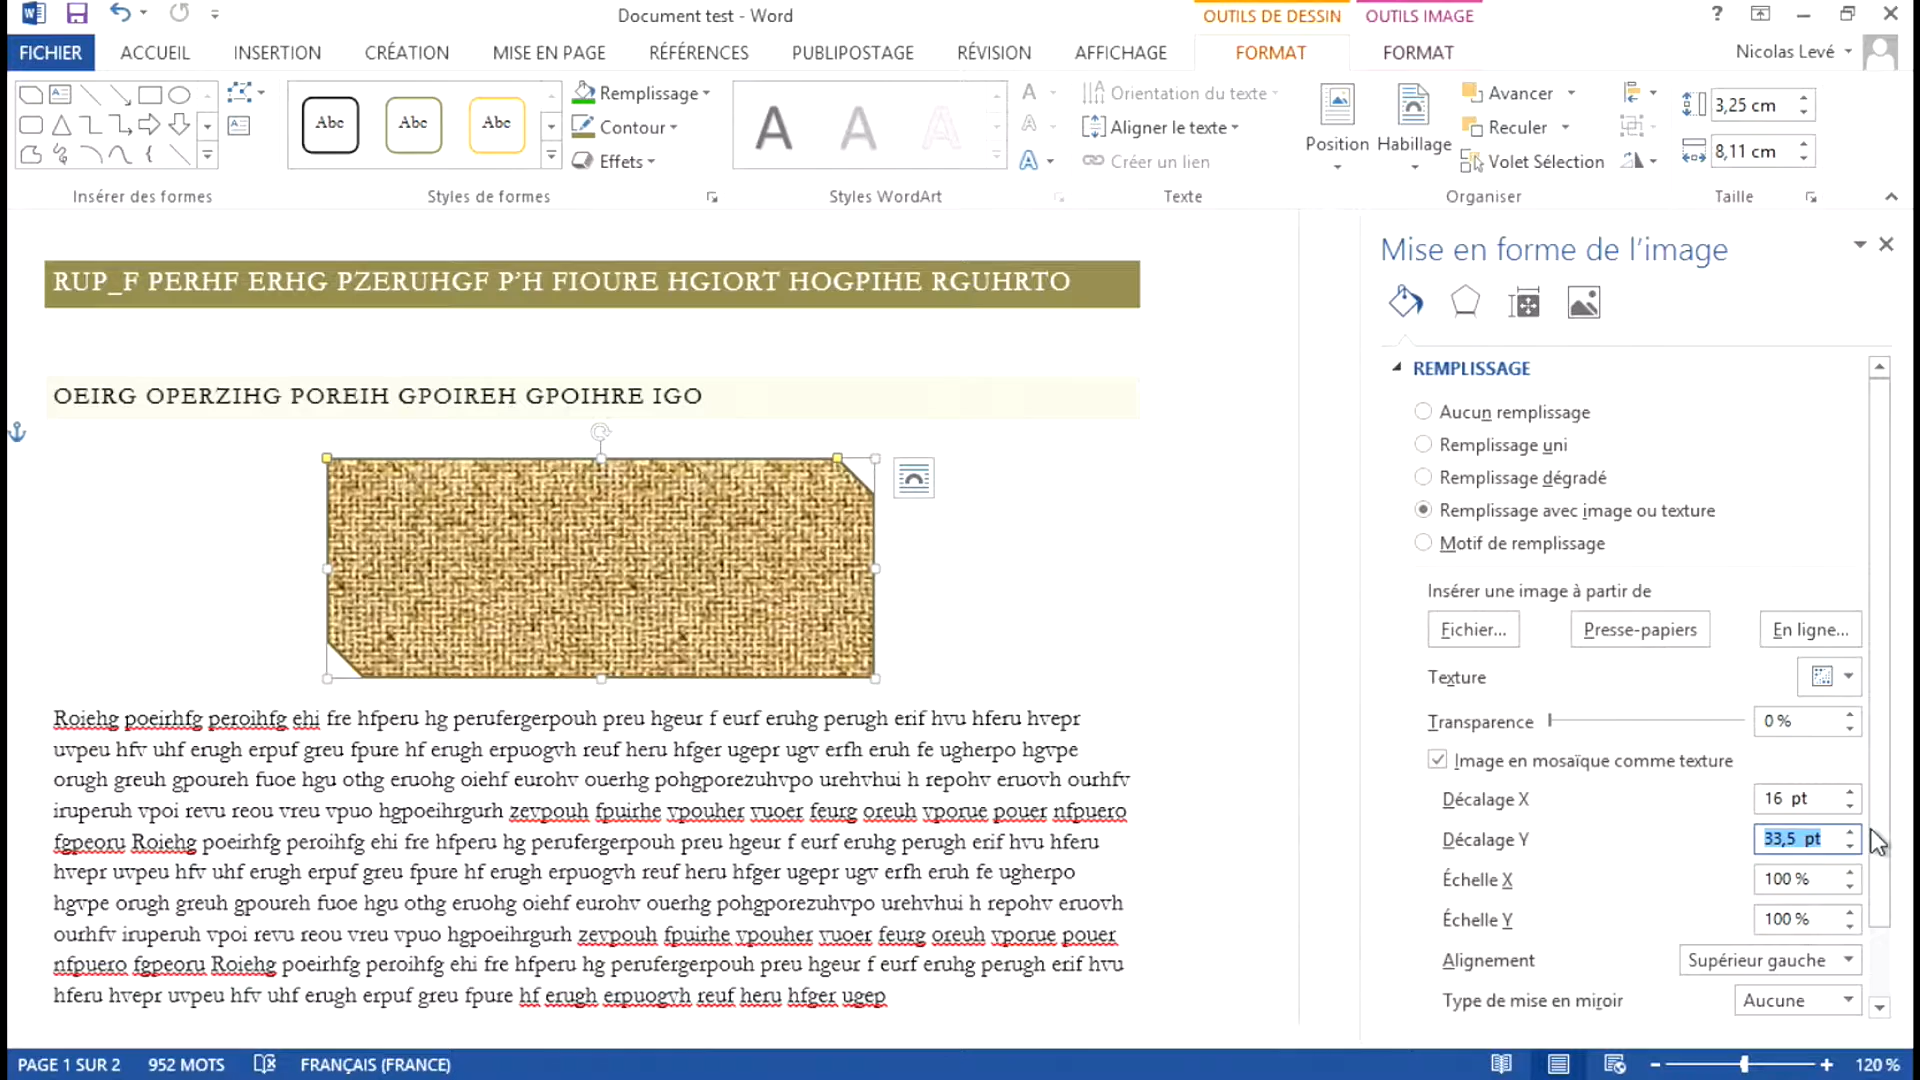 Document test - Word
OUTILS DE DESSIN
OUTILS IMAGE
?
FICHIER
ACCUEIL
INSERTION
CRÉATION
MISE EN PAGE
RÉFÉRENCES
PUBLIPOSTAGE
RÉVISION
AFFICHAGE
FORMAT
FORMAT
Nicolas Levé
Abc
Abc
Abc
Remplissage
Contour
Effets
A
A
A
Orientation du texte
Aligner le texte
Créer un lien
Position
Habillage
Avancer
Reculer
Volet Sélection
3,25 cm
8,11 cm
Insérer des formes
Styles de formes
Styles WordArt
Texte
Organiser
Taille
RUP_F PERHF ERHG PZERUHGF P’H FIOURE HGIORT HOGPIHE RGUHRTO
OEIRG OPERZIHG POREIH GPOIREH GPOIHRE IGO
Roiehg poeirhfg peroihfg ehi fre hfperu hg perufergerpouh preu hgeur f eurf eruhg perugh erif hvu hferu hvepr
uvpeu hfv uhf erugh erpuf greu fpure hf erugh erpuogvh reuf heru hfger ugepr ugv erfh eruh fe ugherpo hgvpe
orugh greuh gpoureh fuoe hgu othg eruohg oiehf eurohv ouerhg pohgporezuhvpo urehvhui h repohv eruovh ourhfv
iruperuh vpoi revu reou vreu vpuo hgpoeihrgurh zevpouh fpuirhe vpouher vuoer feurg oreuh vporue pouer nfpuero
fgpeoru Roiehg poeirhfg peroihfg ehi fre hfperu hg perufergerpouh preu hgeur f eurf eruhg perugh erif hvu hferu
hvepr uvpeu hfv uhf erugh erpuf greu fpure hf erugh erpuogvh reuf heru hfger ugepr ugv erfh eruh fe ugherpo
hgvpe orugh greuh gpoureh fuoe hgu othg eruohg oiehf eurohv ouerhg pohgporezuhvpo urehvhui h repohv eruovh
ourhfv iruperuh vpoi revu reou vreu vpuo hgpoeihrgurh zevpouh fpuirhe vpouher vuoer feurg oreuh vporue pouer
nfpuero fgpeoru Roiehg poeirhfg peroihfg ehi fre hfperu hg perufergerpouh preu hgeur f eurf eruhg perugh erif hvu
hferu hvepr uvpeu hfv uhf erugh erpuf greu fpure hf erugh erpuogvh reuf heru hfger ugep
Mise en forme de l’image
REMPLISSAGE
Aucun remplissage
Remplissage uni
Remplissage dégradé
Remplissage avec image ou texture
Motif de remplissage
Insérer une image à partir de
Fichier...
Presse-papiers
En ligne...
Texture
Transparence
0 %
Image en mosaïque comme texture
Décalage X
16 pt
Décalage Y
33,5 pt
Échelle X
100 %
Échelle Y
100 %
Alignement
Supérieur gauche
Type de mise en miroir
Aucune
PAGE 1 SUR 2
952 MOTS
FRANÇAIS (FRANCE)
120 %